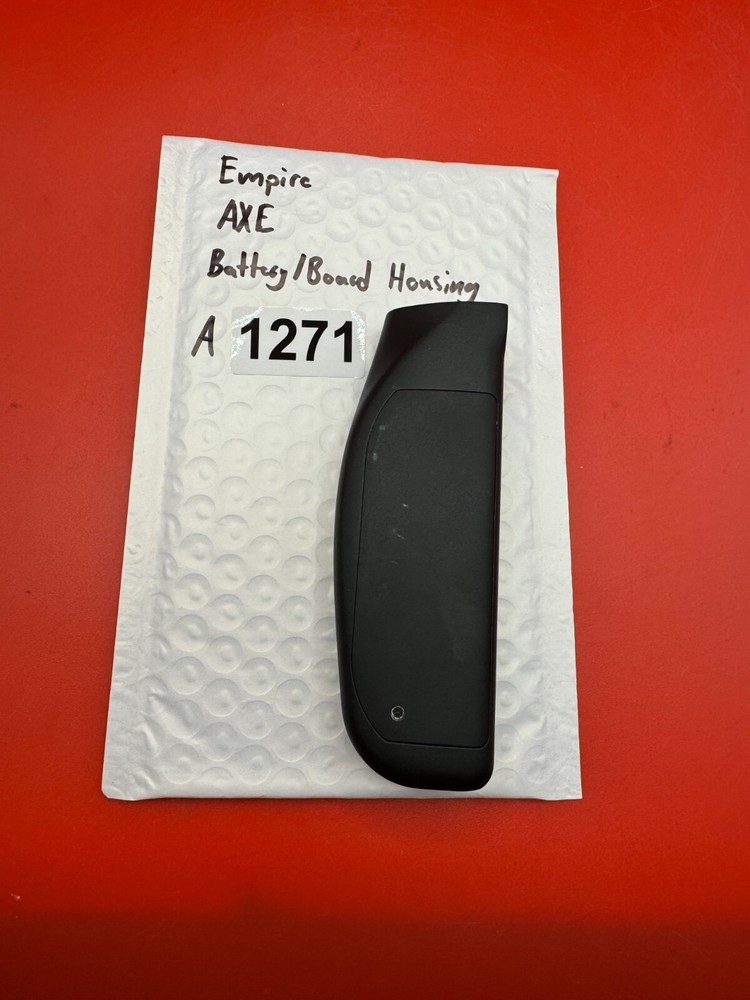 Empire
AXE
Battery/Board Housing
A 1271